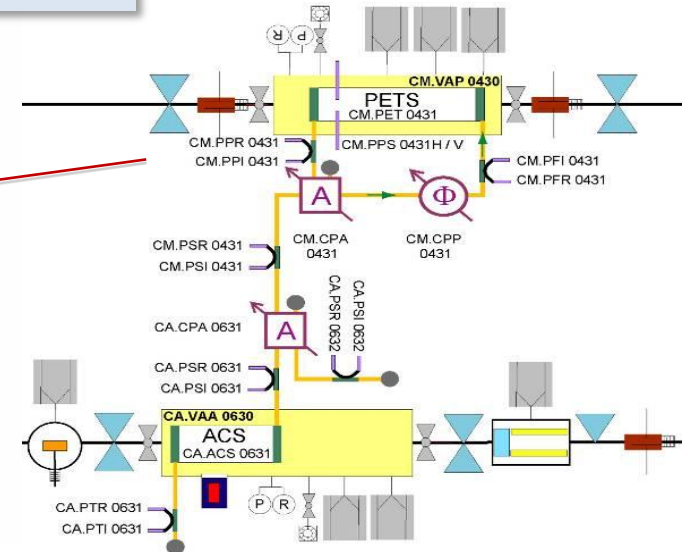 R
P
CM.VAP 0430
PETS
CM.PET 0431
CM.PPR 0431
CM.PPI 0431
CM.PPS 0431H / V
CM.PFI 0431
CM.PFR 0431
A
Φ
CM.CPA
0431
CM.CPP
0431
CM.PSR 0431
CM.PSI 0431
CA.PSR 0632
CA.PSI 0632
CA.CPA 0631
A
CA.PSR 0631
CA.PSI 0631
CA.VAA 0630
ACS
CA.ACS 0631
P
R
CA.PTR 0631
CA.PTI 0631